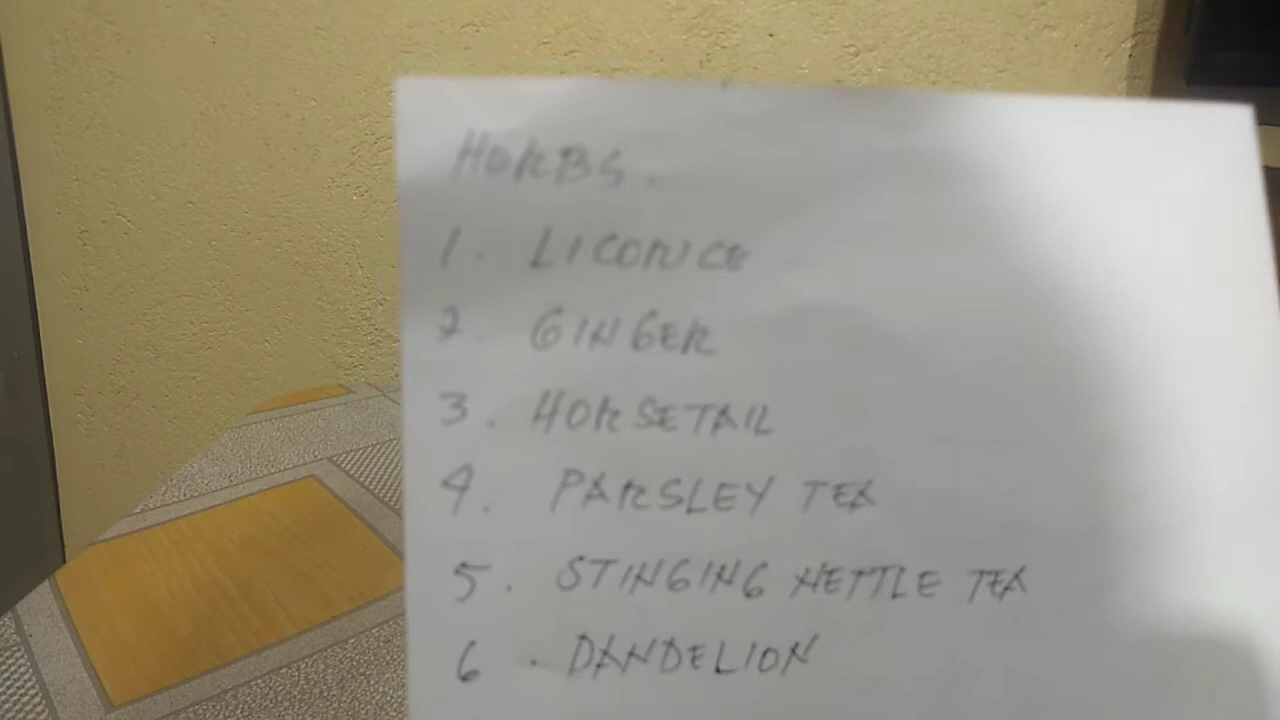 HERBS.
1. LICORICE
2. GINGER
3. HORSETAIL
4. PARSLEY TEA
5. STINGING NETTLE TEA
6. DANDELION